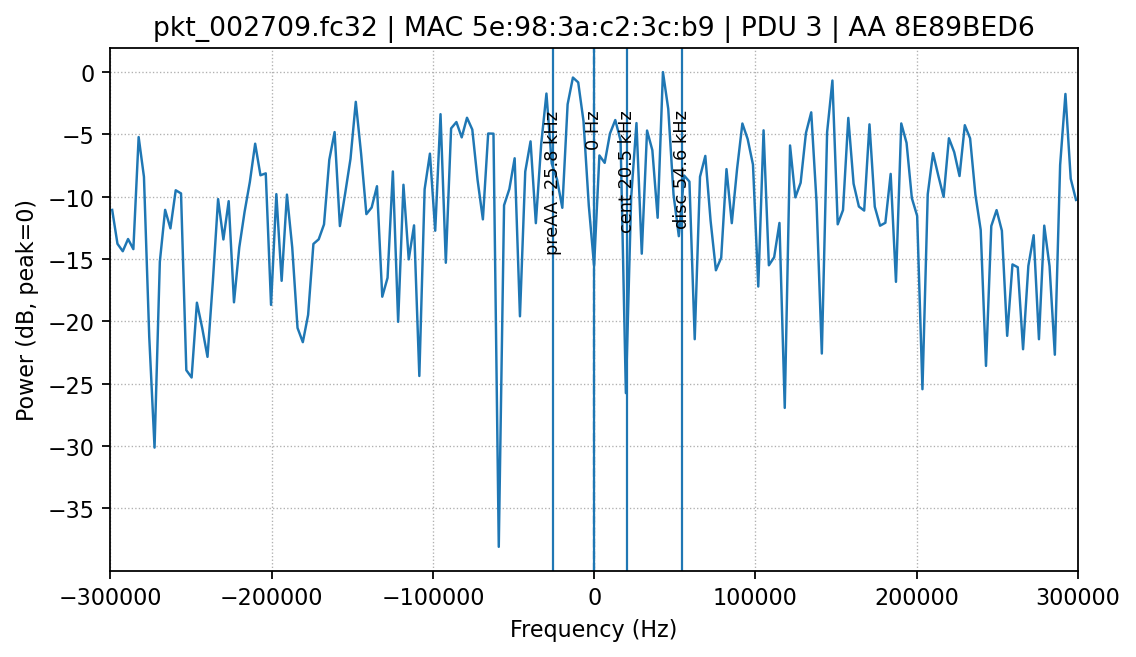 pkt_002709.fc32 | MAC 5e:98:3a:c2:3c:b9 | PDU 3 | AA 8E89BED6
Power (dB, peak=0)
0
−5
−10
−15
−20
−25
−30
−35
preAA -25.8 kHz
0 Hz
cent 20.5 kHz
disc 54.6 kHz
−300000
−200000
−100000
0
100000
200000
300000
Frequency (Hz)